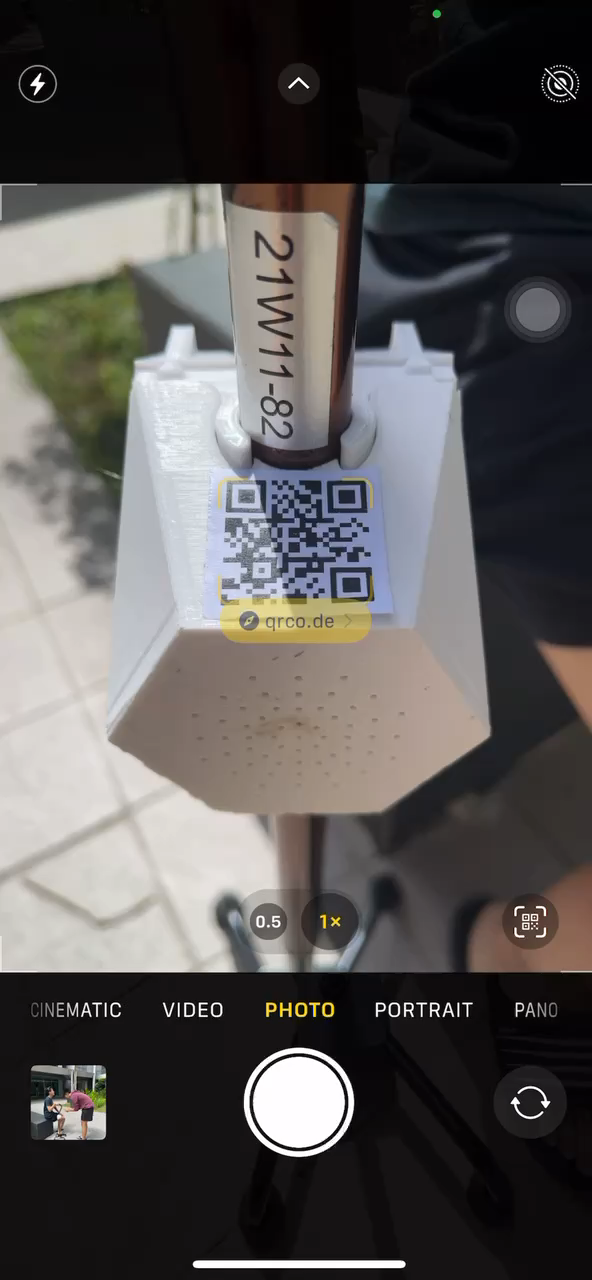 21W11-82
qrco.de
0.5
1×
CINEMATIC
VIDEO
PHOTO
PORTRAIT
PANO